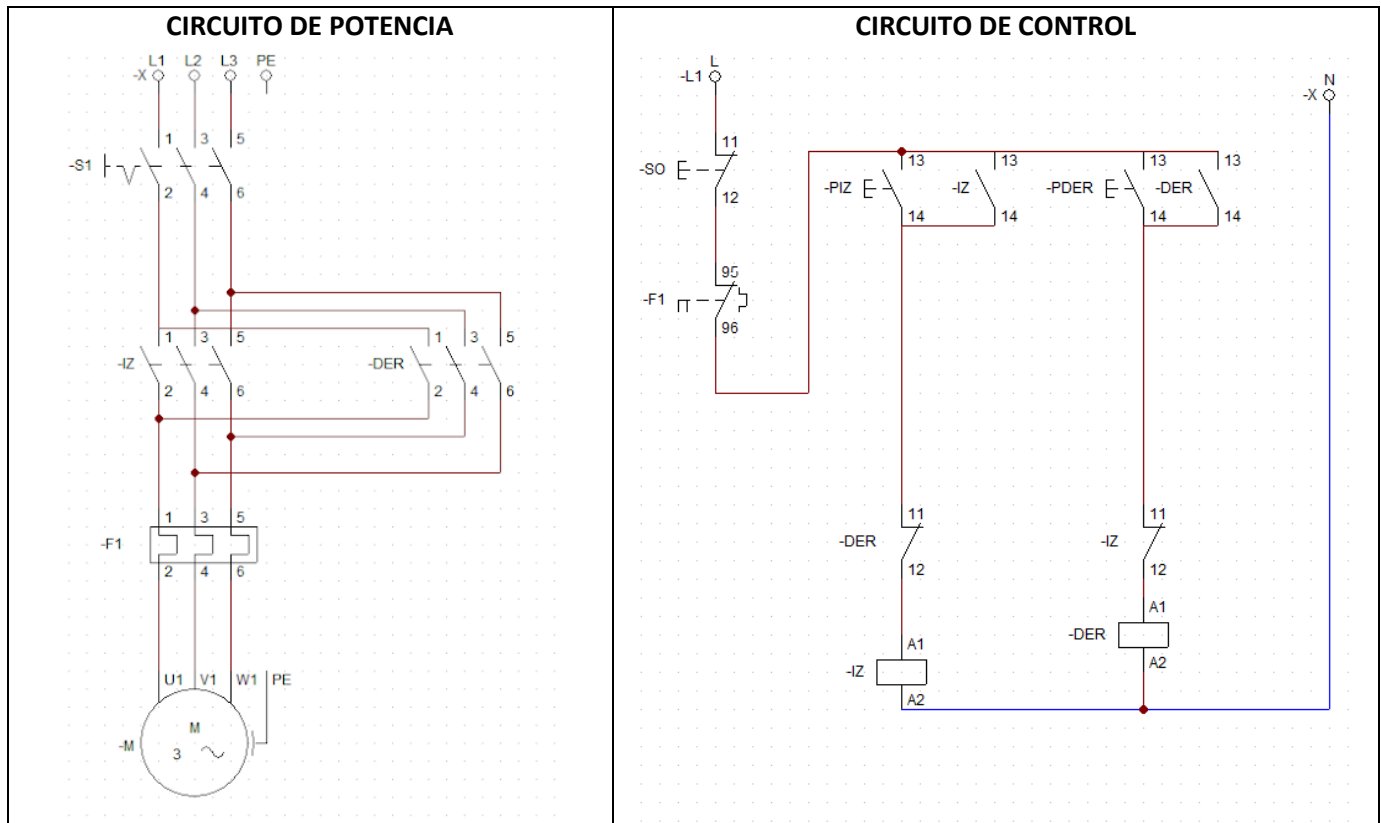 CIRCUITO DE POTENCIA
L1 L2 L3 PE
-X
1 3 5
-S1
2 4 6
1 3 5 1 3 5
-IZ -DER
2 4 6 2 4 6
1 3 5
-F1
2 4 6
U1 V1 W1 PE
M
-M
3
CIRCUITO DE CONTROL
L
-L1
N
-X
11
-SO
12
13 13 13 13
-PIZ -IZ -PDER -DER
14 14 14 14
95
-F1
96
11 11
-DER -IZ
12 12
A1
-DER
A2
A1
-IZ
A2